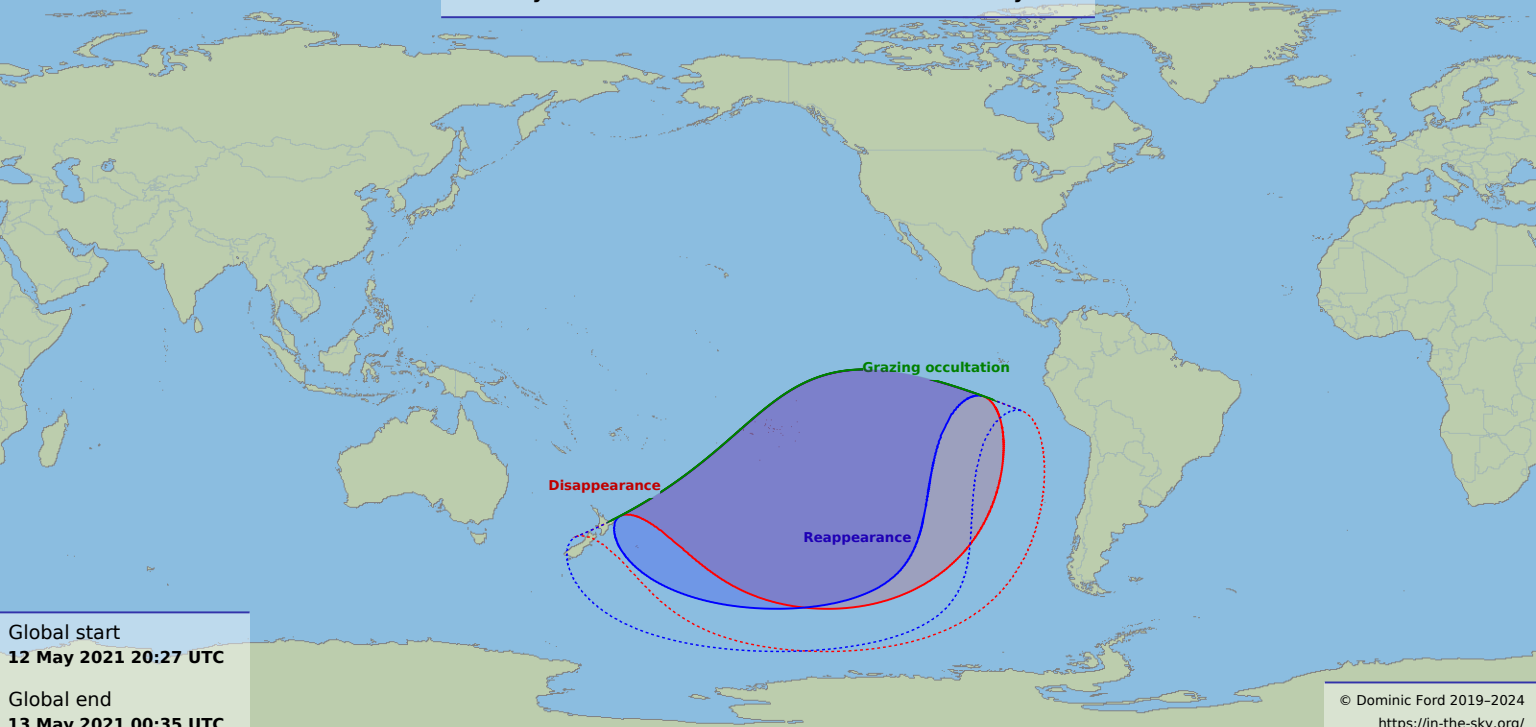 Grazing occultation
Disappearance
Reappearance
Global start
12 May 2021 20:27 UTC
Global end
13 May 2021 00:35 UTC
© Dominic Ford 2019–2024
https://in-the-sky.org/